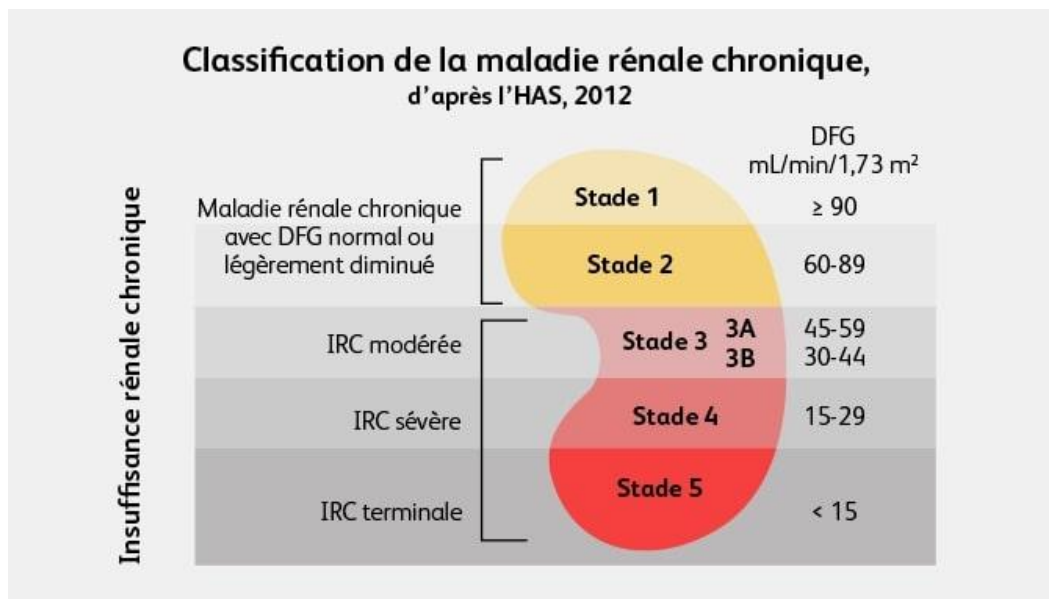 Classification de la maladie rénale chronique,
d'après l'HAS, 2012
DFG
mL/min/1,73 m²
Insuffisance rénale chronique
Maladie rénale chronique
avec DFG normal ou
légèrement diminué
Stade 1
≥ 90
Stade 2
60-89
IRC modérée
Stade 3
3A
45-59
3B
30-44
IRC sévère
Stade 4
15-29
IRC terminale
Stade 5
< 15